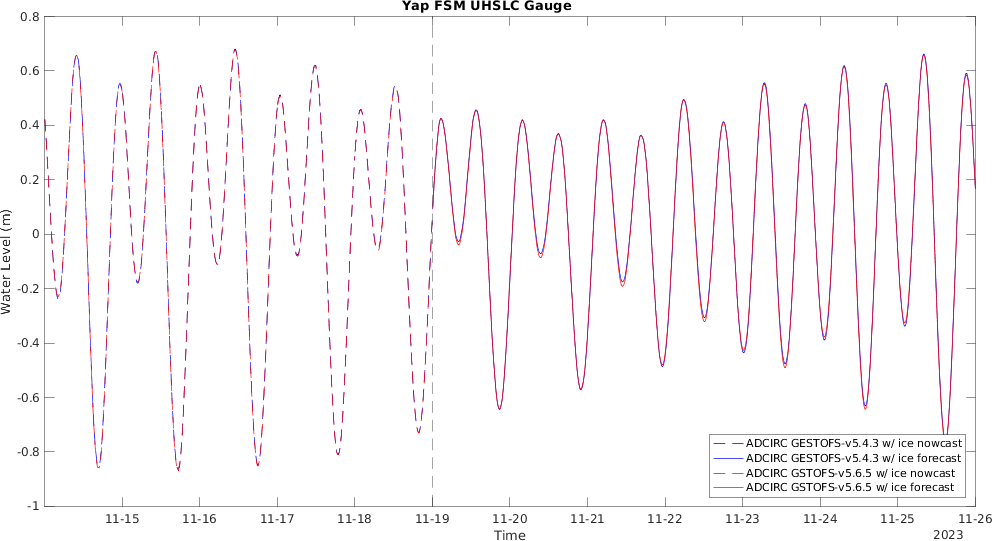 Yap FSM UHSLC Gauge
0.8
0.6
0.4
0.2
0
-0.2
-0.4
-0.6
-0.8
-1
Water Level (m)
ADCIRC GESTOFS-v5.4.3 w/ ice nowcast
ADCIRC GESTOFS-v5.4.3 w/ ice forecast
ADCIRC GSTOFS-v5.6.5 w/ ice nowcast
ADCIRC GSTOFS-v5.6.5 w/ ice forecast
11-15 11-16 11-17 11-18 11-19 11-20 11-21 11-22 11-23 11-24 11-25 11-26
Time
2023